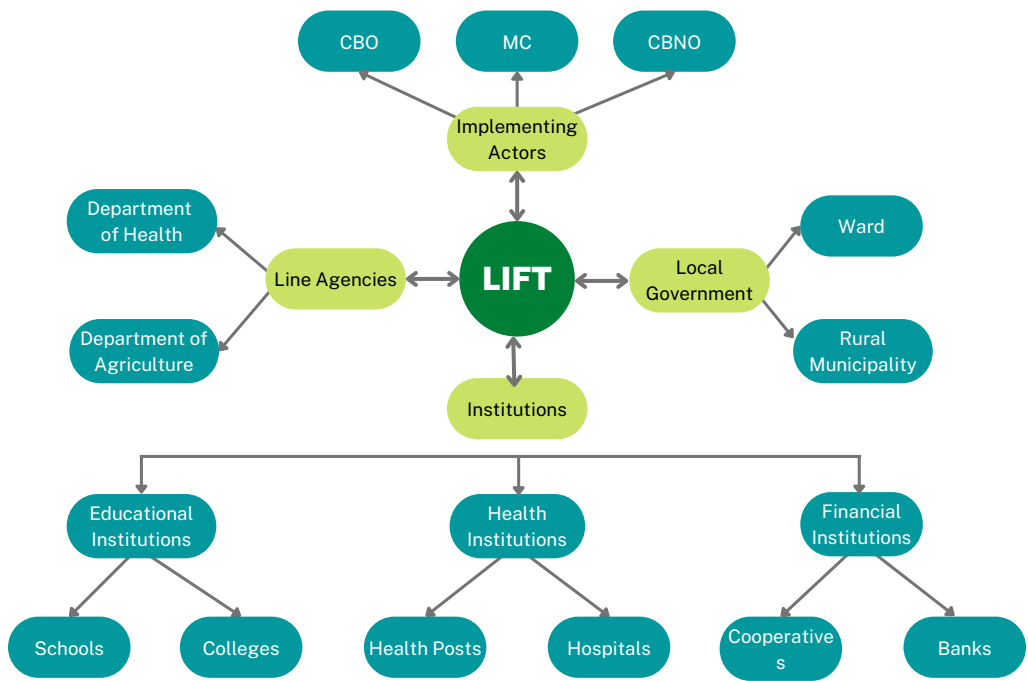 CBO
MC
CBNO
Implementing
Actors
Department
of Health
Ward
Line Agencies
LIFT
Local
Government
Department of
Agriculture
Rural
Municipality
Institutions
Educational
Institutions
Health
Institutions
Financial
Institutions
Schools
Colleges
Health Posts
Hospitals
Cooperative
s
Banks